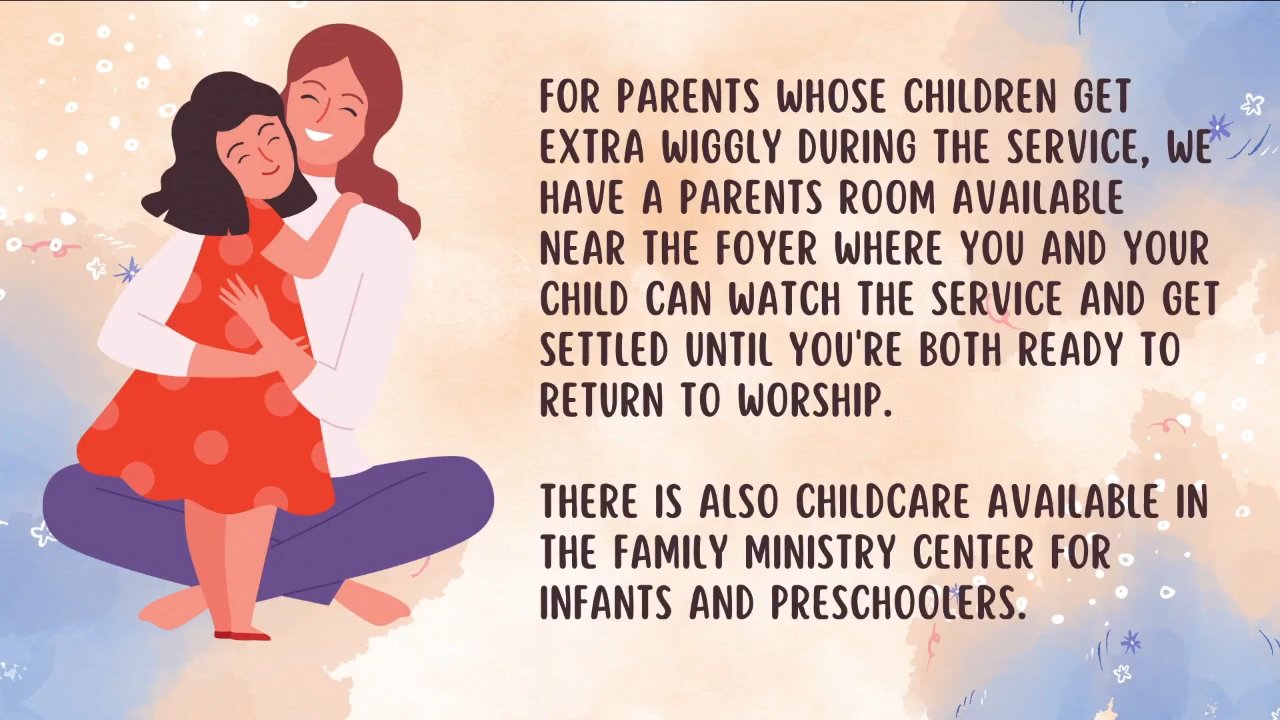 FOR PARENTS WHOSE CHILDREN GET
EXTRA WIGGLY DURING THE SERVICE, WE
HAVE A PARENTS ROOM AVAILABLE
NEAR THE FOYER WHERE YOU AND YOUR
CHILD CAN WATCH THE SERVICE AND GET
SETTLED UNTIL YOU'RE BOTH READY TO
RETURN TO WORSHIP.
THERE IS ALSO CHILDCARE AVAILABLE IN
THE FAMILY MINISTRY CENTER FOR
INFANTS AND PRESCHOOLERS.